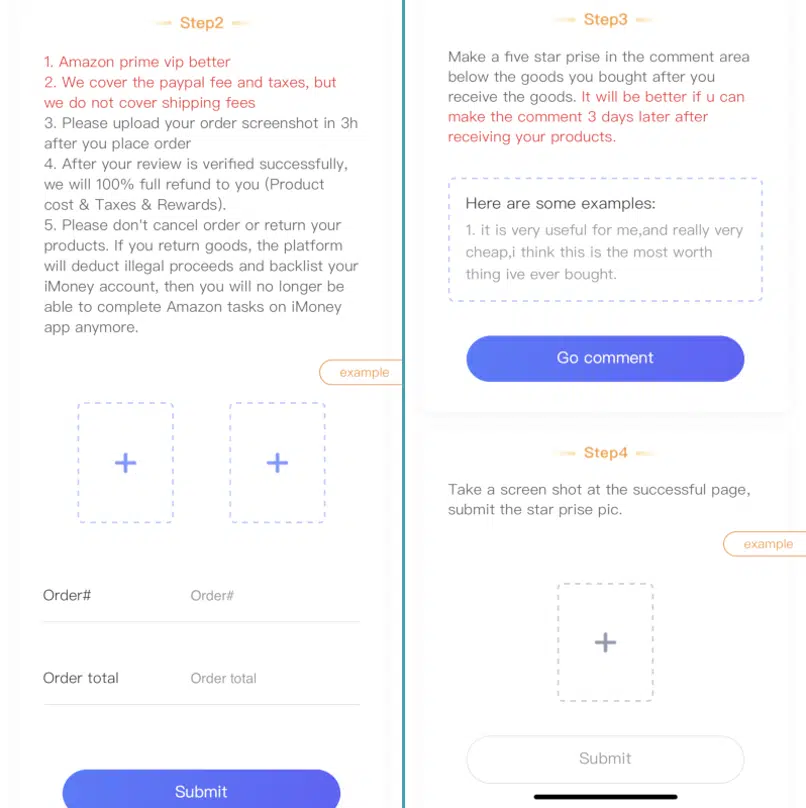 Step2
1. Amazon prime vip better
2. We cover the paypal fee and taxes, but
we do not cover shipping fees
3. Please upload your order screenshot in 3h
after you place order
4. After your review is verified successfully,
we will 100% full refund to you (Product
cost & Taxes & Rewards).
5. Please don't cancel order or return your
products. If you return goods, the platform
will deduct illegal proceeds and backlist your
iMoney account, then you will no longer be
able to complete Amazon tasks on iMoney
app anymore.
example
Order#
Order#
Order total
Order total
Submit
Step3
Make a five star prise in the comment area
below the goods you bought after you
receive the goods. It will be better if u can
make the comment 3 days later after
receiving your products.
Here are some examples:
1. it is very useful for me,and really very
cheap,i think this is the most worth
thing ive ever bought.
Go comment
Step4
Take a screen shot at the successful page,
submit the star prise pic.
example
Submit